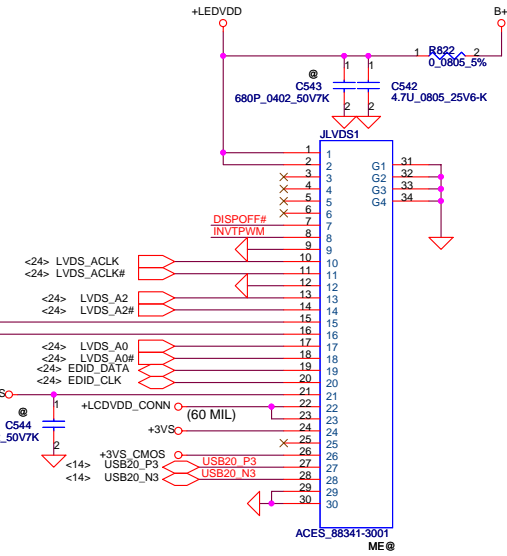 +LEDVDD
B+
R822
1 2
0_0805_5%
@
C543
680P_0402_50V7K
1
2
C542
4.7U_0805_25V6-K
1
2
JLVDS1
1 1
2 2
3 3
4 4
5 5
6 6
DISPOFF# 7 7
INVTPWM 8 8
9 9
<24> LVDS_ACLK 10 10
<24> LVDS_ACLK# 11 11
12 12
<24> LVDS_A2 13 13
<24> LVDS_A2# 14 14
15 15
16 16
<24> LVDS_A0 17 17
<24> LVDS_A0# 18 18
<24> EDID_DATA 19 19
<24> EDID_CLK 20 20
S 21 21
+LCDVDD_CONN (60 MIL) 22 22
23 23
+3VS 24 24
25 25
+3VS_CMOS 26 26
<14> USB20_P3 USB20_P3 27 27
<14> USB20_N3 USB20_N3 28 28
29 29
30 30
G1 31
G2 32
G3 33
G4 34
@
C544
_50V7K
1
2
ACES_88341-3001
ME@